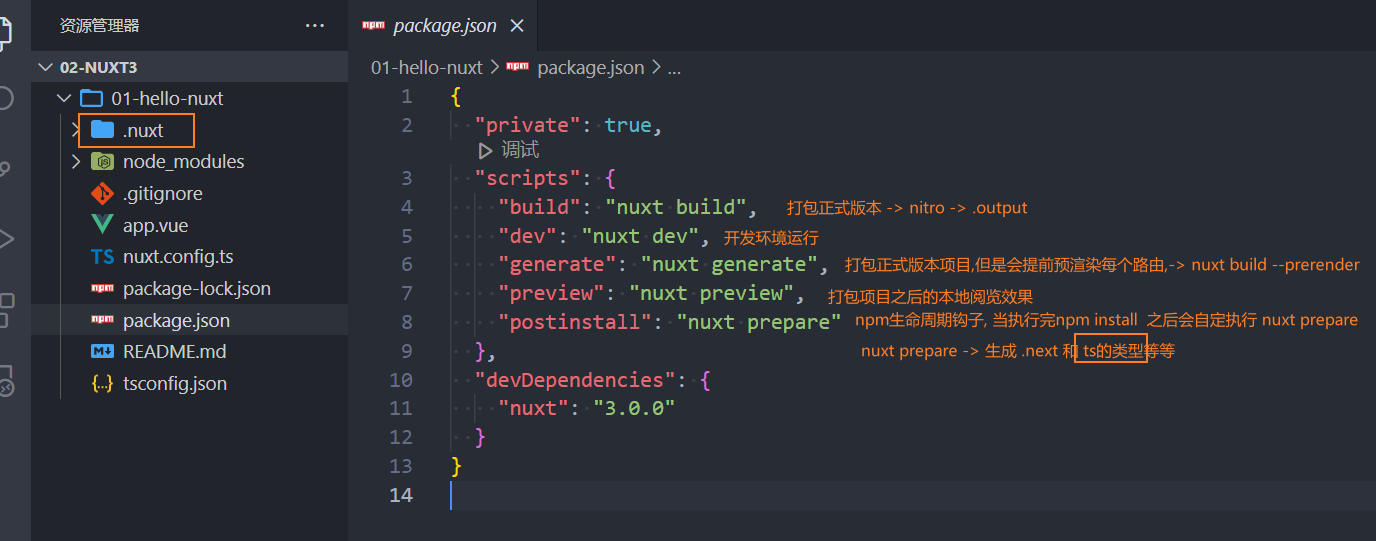 资源管理器 ···
02-NUXT3
01-hello-nuxt
.nuxt
node_modules
.gitignore
app.vue
TS nuxt.config.ts
npm package-lock.json
npm package.json
README.md
{..} tsconfig.json
npm package.json ×
01-hello-nuxt > npm package.json > ...
1 {
2 "private": true,
▷ 调试
3 "scripts": {
4 "build": "nuxt build", 打包正式版本 -> nitro -> .output
5 "dev": "nuxt dev", 开发环境运行
6 "generate": "nuxt generate", 打包正式版本项目,但是会提前预渲染每个路由,-> nuxt build --prerender
7 "preview": "nuxt preview", 打包项目之后的本地阅览效果
8 "postinstall": "nuxt prepare" npm生命周期钩子, 当执行完npm install 之后会自定执行 nuxt prepare
9 }, nuxt prepare -> 生成 .next 和 ts的类型等等
10 "devDependencies": {
11 "nuxt": "3.0.0"
12 }
13 }
14